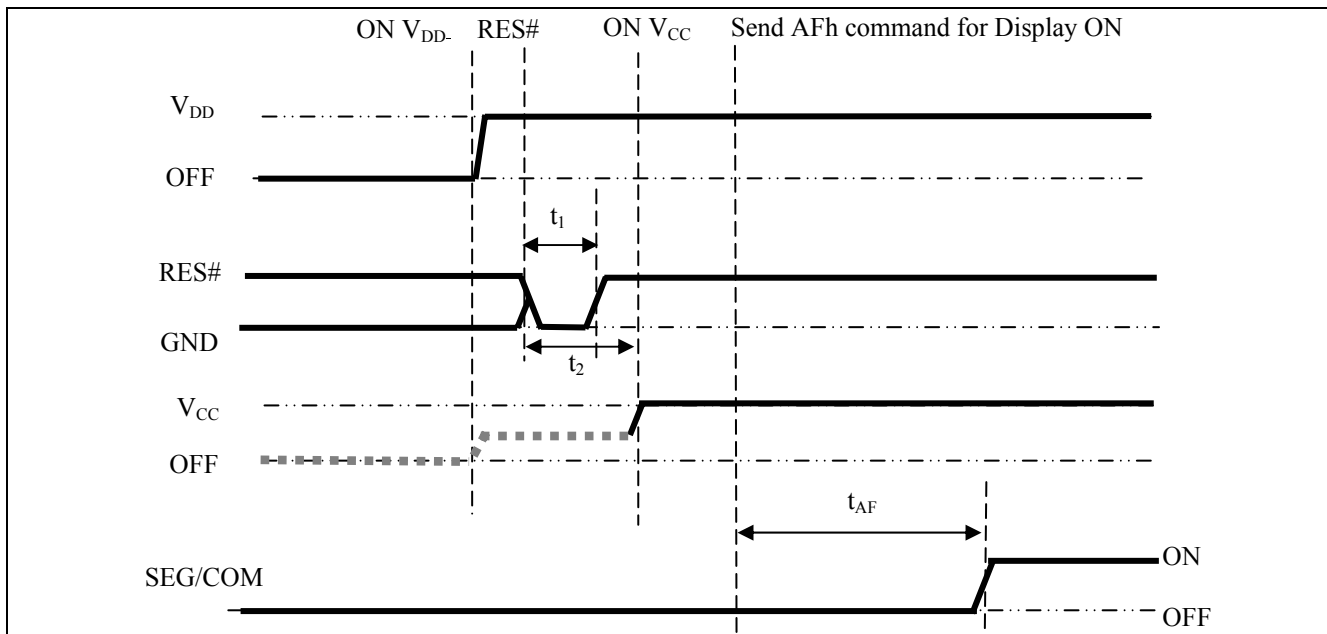 ON VDD- RES# ON VCC Send AFh command for Display ON
VDD
OFF
t1
RES#
GND
t2
VCC
OFF
tAF
ON
SEG/COM
OFF